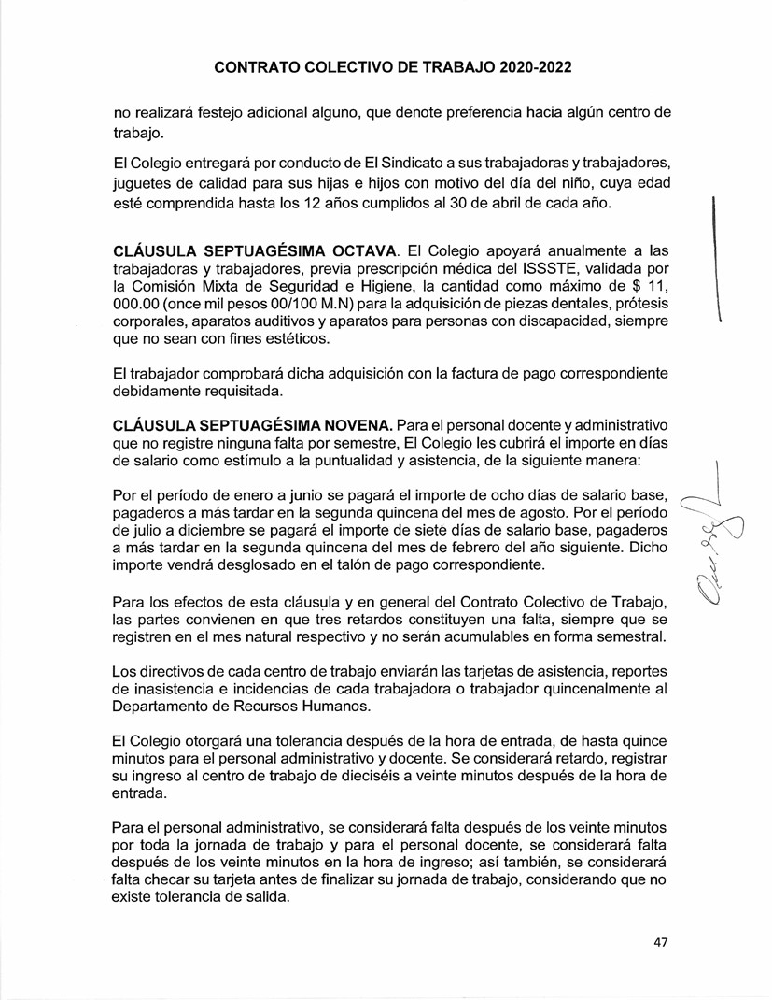 CONTRATO COLECTIVO DE TRABAJO 2020-2022
no realizará festejo adicional alguno, que denote preferencia hacia algún centro de
trabajo.
El Colegio entregará por conducto de El Sindicato a sus trabajadoras y trabajadores,
juguetes de calidad para sus hijas e hijos con motivo del día del niño, cuya edad
esté comprendida hasta los 12 años cumplidos al 30 de abril de cada año.
CLÁUSULA SEPTUAGÉSIMA OCTAVA. El Colegio apoyará anualmente a las
trabajadoras y trabajadores, previa prescripción médica del ISSSTE, validada por
la Comisión Mixta de Seguridad e Higiene, la cantidad como máximo de $ 11,
000.00 (once mil pesos 00/100 M.N) para la adquisición de piezas dentales, prótesis
corporales, aparatos auditivos y aparatos para personas con discapacidad, siempre
que no sean con fines estéticos.
El trabajador comprobará dicha adquisición con la factura de pago correspondiente
debidamente requisitada.
CLÁUSULA SEPTUAGÉSIMA NOVENA. Para el personal docente y administrativo
que no registre ninguna falta por semestre, El Colegio les cubrirá el importe en días
de salario como estímulo a la puntualidad y asistencia, de la siguiente manera:
Por el período de enero a junio se pagará el importe de ocho días de salario base,
pagaderos a más tardar en la segunda quincena del mes de agosto. Por el período
de julio a diciembre se pagará el importe de siete días de salario base, pagaderos
a más tardar en la segunda quincena del mes de febrero del año siguiente. Dicho
importe vendrá desglosado en el talón de pago correspondiente.
Para los efectos de esta cláusula y en general del Contrato Colectivo de Trabajo,
las partes convienen en que tres retardos constituyen una falta, siempre que se
registren en el mes natural respectivo y no serán acumulables en forma semestral.
Los directivos de cada centro de trabajo enviarán las tarjetas de asistencia, reportes
de inasistencia e incidencias de cada trabajadora o trabajador quincenalmente al
Departamento de Recursos Humanos.
El Colegio otorgará una tolerancia después de la hora de entrada, de hasta quince
minutos para el personal administrativo y docente. Se considerará retardo, registrar
su ingreso al centro de trabajo de dieciséis a veinte minutos después de la hora de
entrada.
Para el personal administrativo, se considerará falta después de los veinte minutos
por toda la jornada de trabajo y para el personal docente, se considerará falta
después de los veinte minutos en la hora de ingreso; así también, se considerará
falta checar su tarjeta antes de finalizar su jornada de trabajo, considerando que no
existe tolerancia de salida.
47